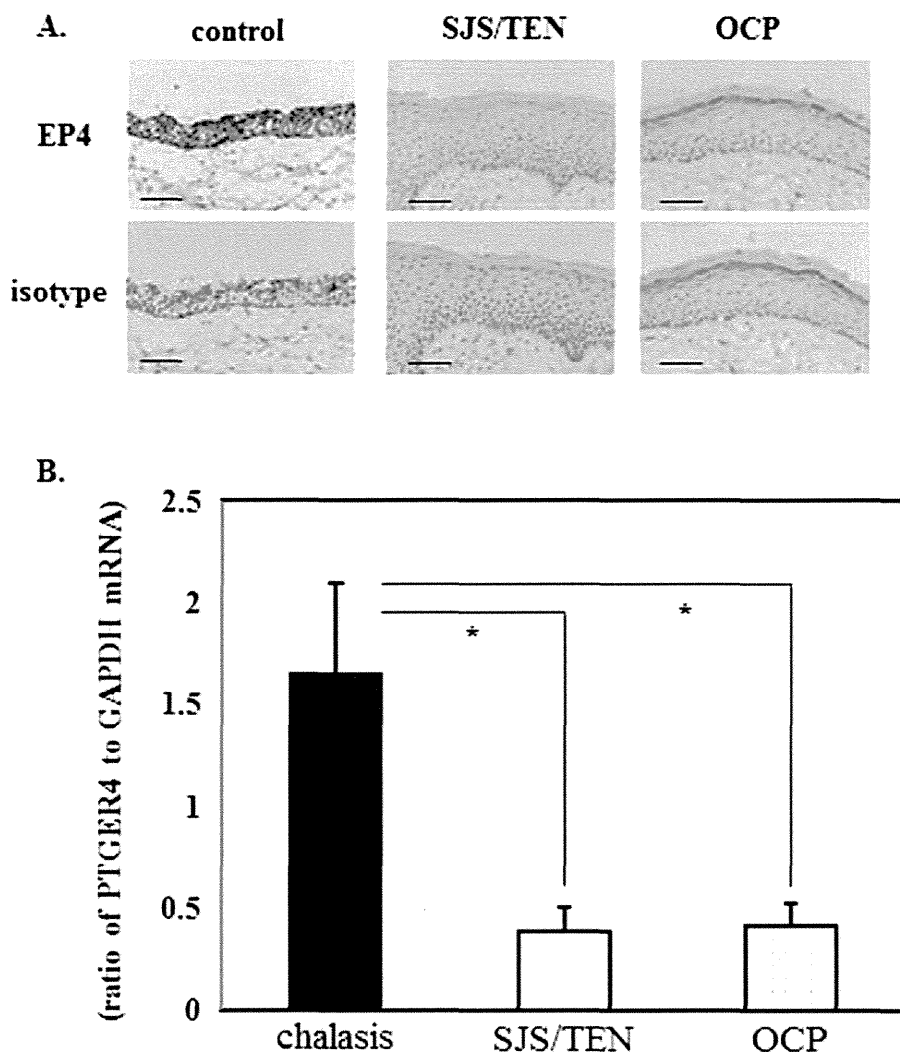 A.
control SJS/TEN OCP
EP4
isotype
B.
(ratio of PTGER4 to GAPDH mRNA)
2.5
2
1.5
1
0.5
0
*
*
chalasis SJS/TEN OCP